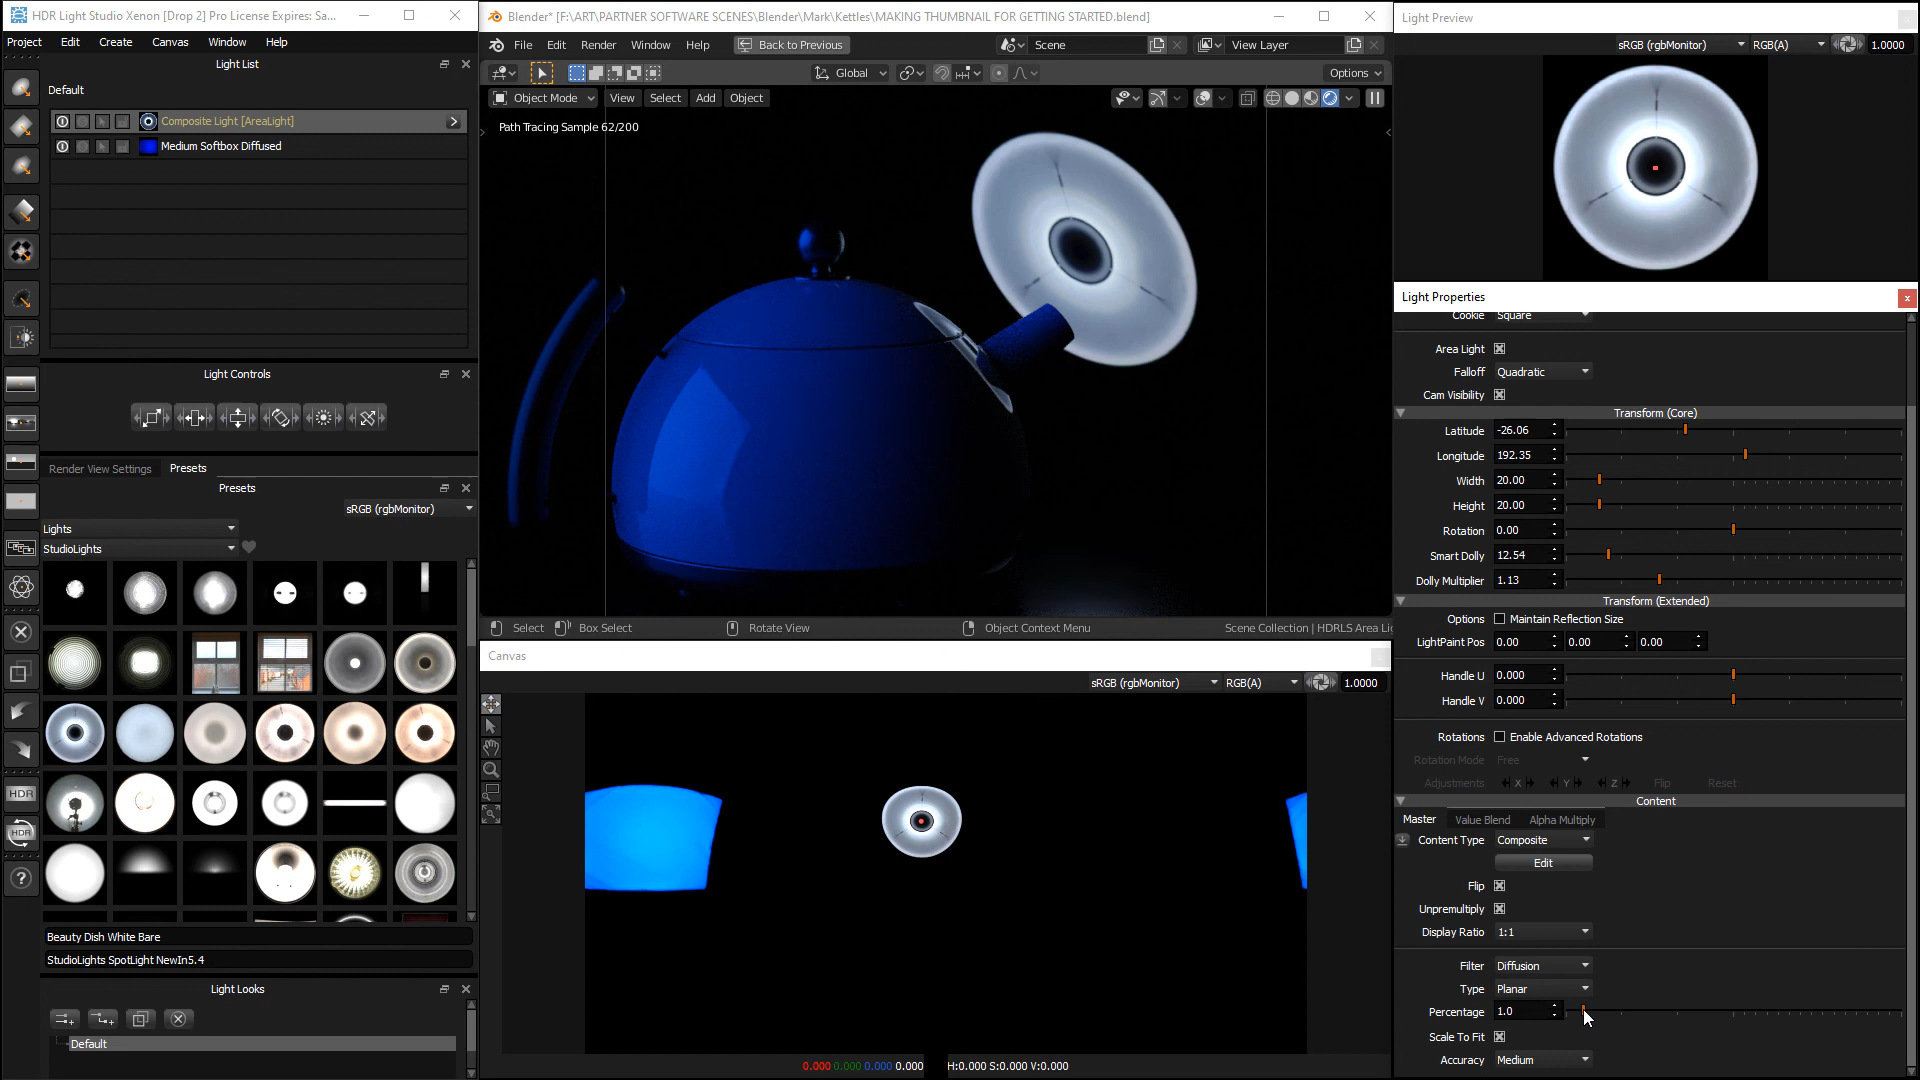 HDR Light Studio Xenon [Drop 2] Pro License Expires: Sa...
Project Edit Create Canvas Window Help
Light List
Default
Composite Light [AreaLight]
Medium Softbox Diffused
Light Controls
Render View Settings Presets
Presets
sRGB (rgbMonitor)
Lights
StudioLights
Beauty Dish White Bare
StudioLights SpotLight NewIn5.4
Light Looks
Default
HDR
HDR
Blender* [F:\ART\PARTNER SOFTWARE SCENES\Blender\Mark\Kettles\MAKING THUMBNAIL FOR GETTING STARTED.blend]
File Edit Render Window Help Back to Previous Scene View Layer
Global Options
Object Mode View Select Add Object
Path Tracing Sample 62/200
Select Box Select Rotate View Object Context Menu Scene Collection | HDRLS Area Li
Canvas
sRGB (rgbMonitor) RGB(A) 1.0000
0.000 0.000 0.000 0.000 H:0.000 S:0.000 V:0.000
Light Preview
sRGB (rgbMonitor) RGB(A) 1.0000
Light Properties
Cookie Square
Area Light
Falloff Quadratic
Cam Visibility
Transform (Core)
Latitude -26.06
Longitude 192.35
Width 20.00
Height 20.00
Rotation 0.00
Smart Dolly 12.54
Dolly Multiplier 1.13
Transform (Extended)
Options Maintain Reflection Size
LightPaint Pos 0.00 0.00 0.00
Handle U 0.000
Handle V 0.000
Rotations Enable Advanced Rotations
Rotation Mode Free
Adjustments X Y Z Flip Reset
Content
Master Value Blend Alpha Multiply
Content Type Composite
Edit
Flip
Unpremultiply
Display Ratio 1:1
Filter Diffusion
Type Planar
Percentage 1.0
Scale To Fit
Accuracy Medium